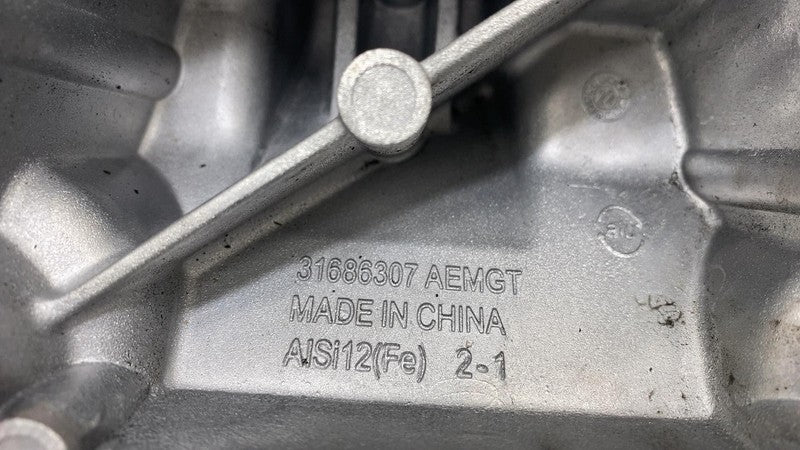 31686307 AEMGT
MADE IN CHINA
AlSi12(Fe) 2-1